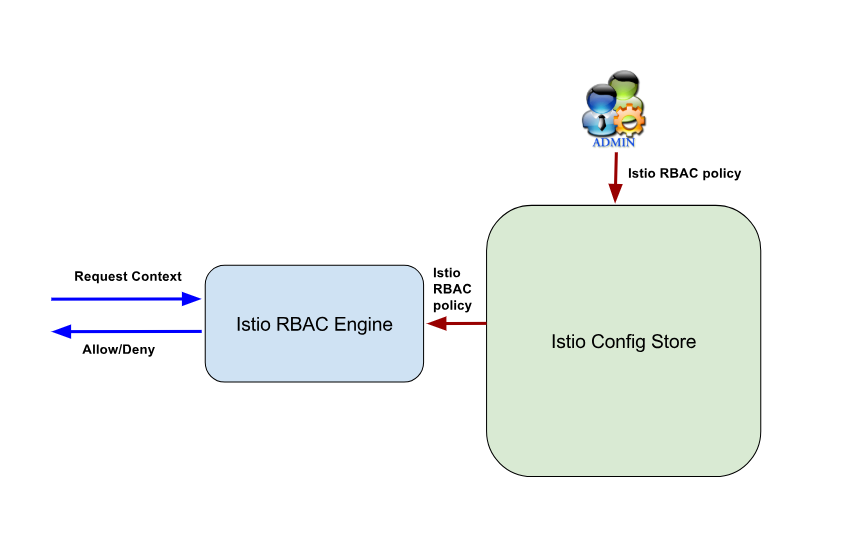 ADMIN
Istio RBAC policy
Request Context
Istio
RBAC
policy
Istio RBAC Engine
Istio Config Store
Allow/Deny